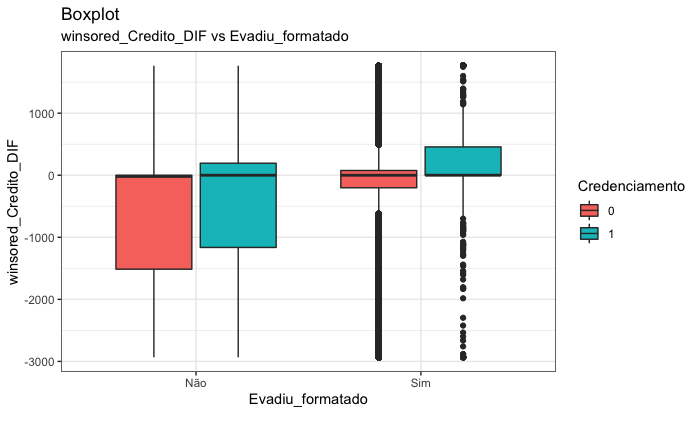 Boxplot
winsored_Credito_DIF vs Evadiu_formatado
winsored_Credito_DIF
1000
0
-1000
-2000
-3000
Não
Sim
Evadiu_formatado
Credenciamento
0
1